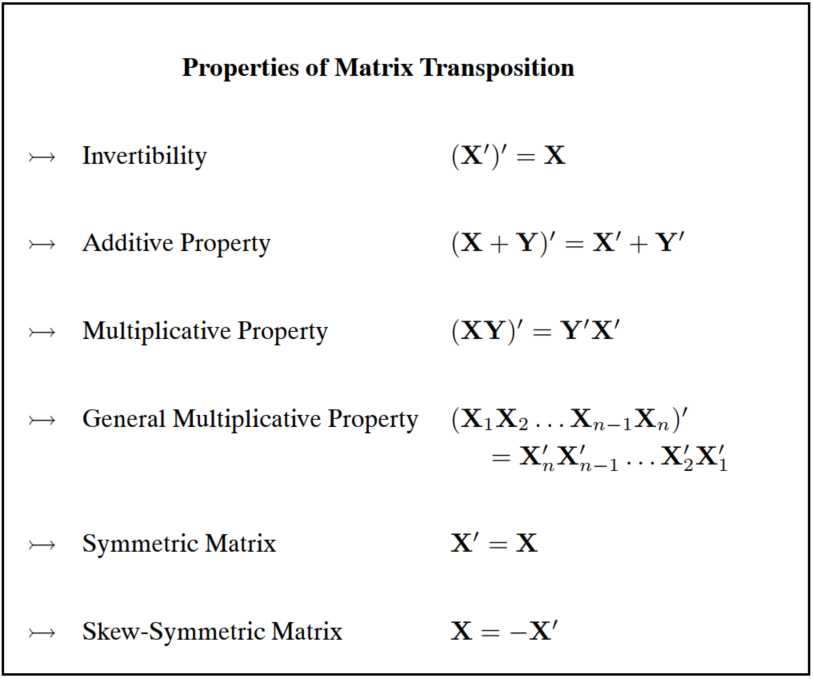 Properties of Matrix Transposition
↣ Invertibility (X′)′ = X
↣ Additive Property (X + Y)′ = X′ + Y′
↣ Multiplicative Property (XY)′ = Y′X′
↣ General Multiplicative Property (X₁X₂ … Xₙ₋₁Xₙ)′
= X′ₙX′ₙ₋₁ … X′₂X′₁
↣ Symmetric Matrix X′ = X
↣ Skew-Symmetric Matrix X = −X′